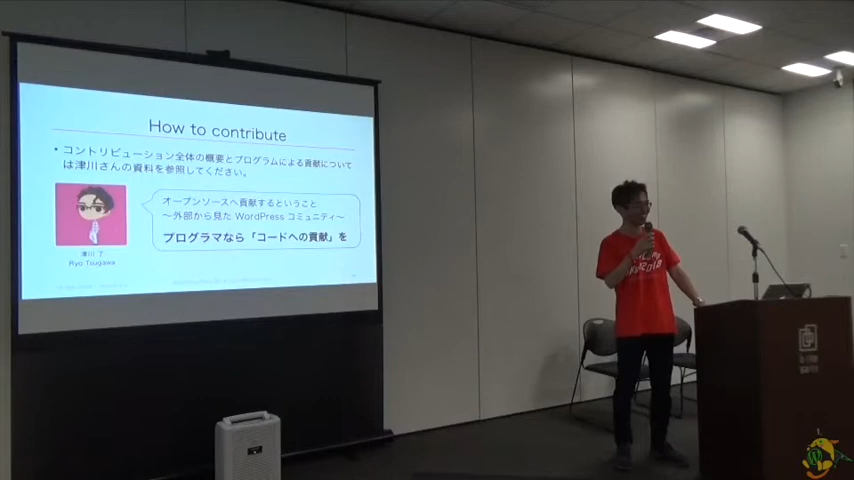 How to contribute
・コントリビューション全体の概要とプログラムによる貢献について
は津川さんの資料を参照してください。
オープンソースへ貢献するということ
〜外部から見た WordPress コミュニティ〜
プログラマなら「コードへの貢献」を
津川 了
Ryo Tsugawa